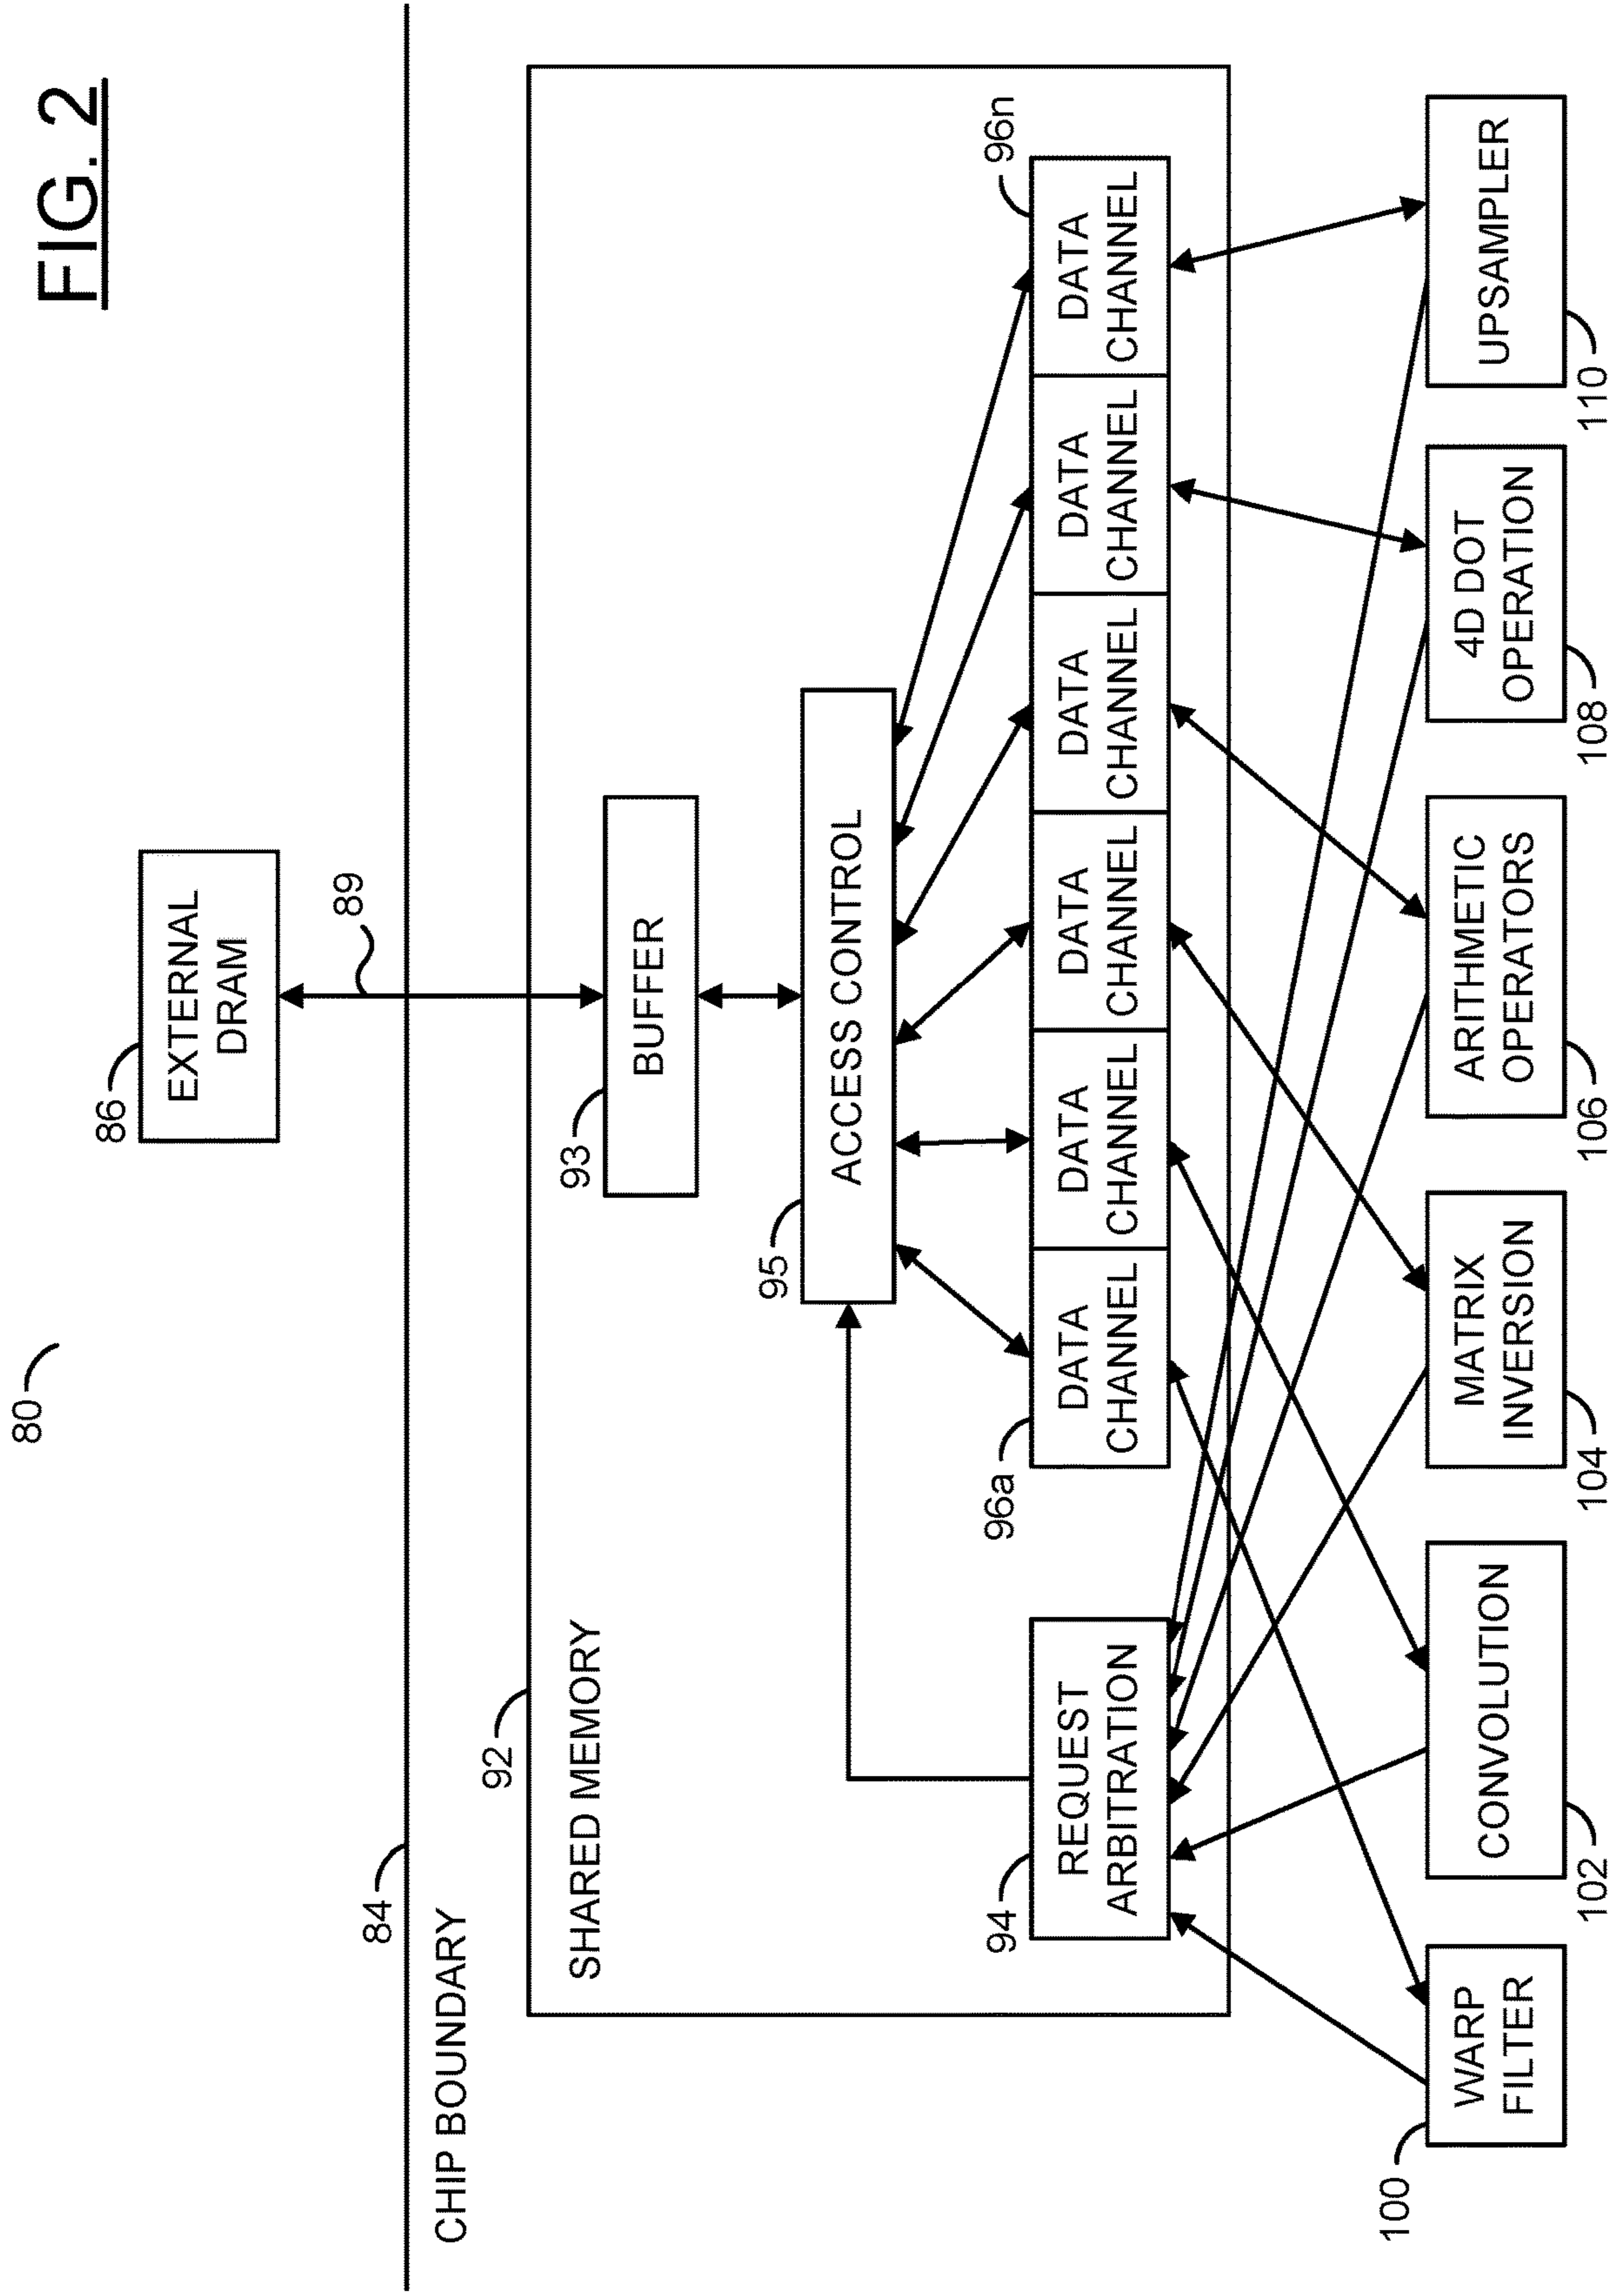 FIG. 2
80
86
EXTERNAL
DRAM
89
84
CHIP BOUNDARY
92
SHARED MEMORY
93
BUFFER
95
ACCESS CONTROL
94
REQUEST
ARBITRATION
96a
DATA
CHANNEL
DATA
CHANNEL
DATA
CHANNEL
DATA
CHANNEL
DATA
CHANNEL
96n
DATA
CHANNEL
100
WARP
FILTER
102
CONVOLUTION
104
MATRIX
INVERSION
106
ARITHMETIC
OPERATORS
108
4D DOT
OPERATION
110
UPSAMPLER